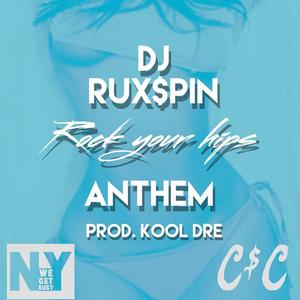 DJ
RUX$PIN
Rock your hips
ANTHEM
PROD. KOOL DRE
NY
WE
GET
BUSY
C$C